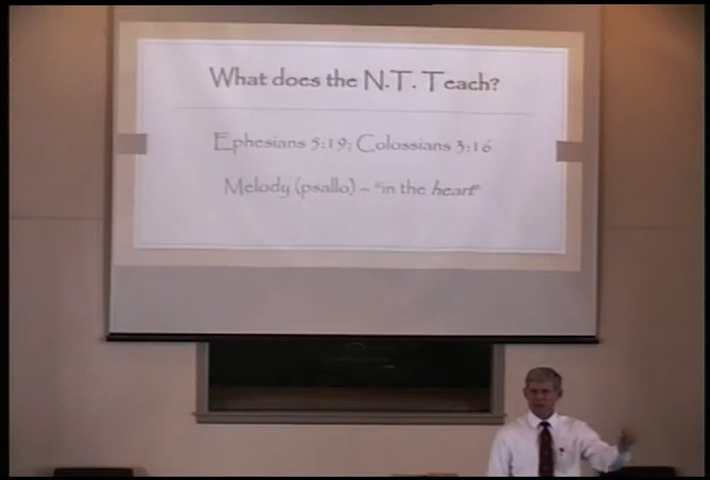 What does the N.T. Teach?
Ephesians 5:19; Colossians 3:16
Melody (psallo) – "in the heart"